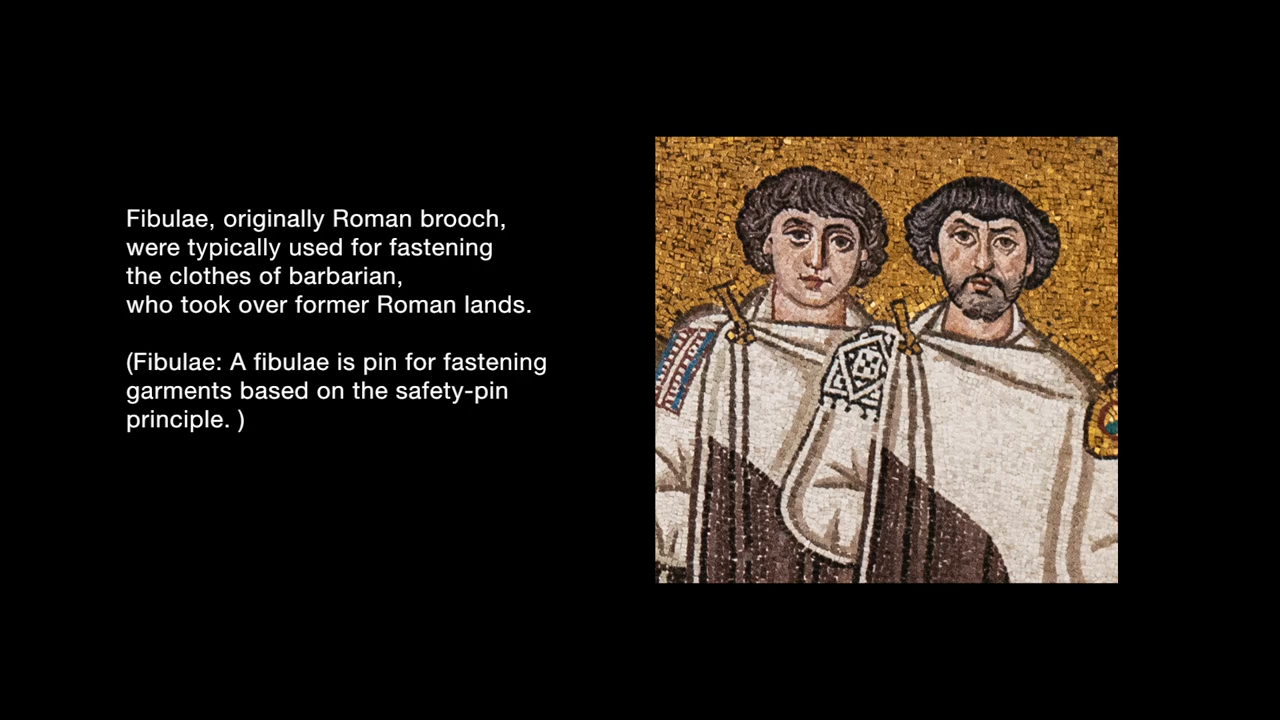 Fibulae, originally Roman brooch,
were typically used for fastening
the clothes of barbarian,
who took over former Roman lands.
(Fibulae: A fibulae is pin for fastening
garments based on the safety-pin
principle. )